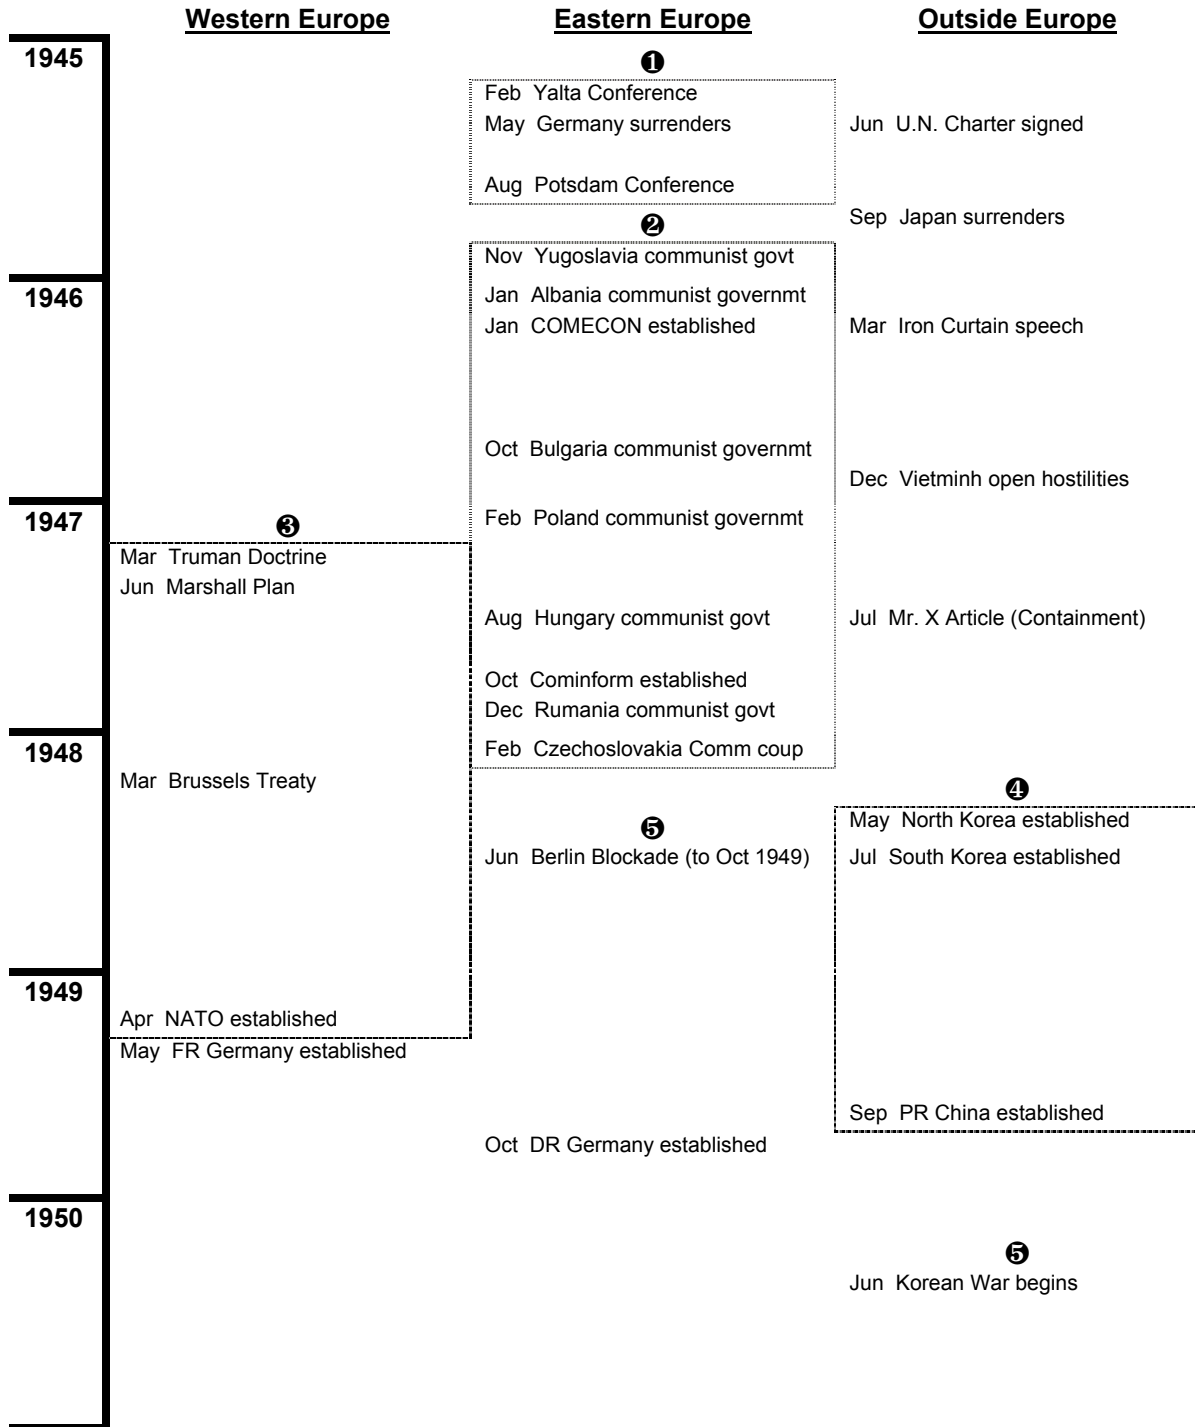 Western Europe Eastern Europe Outside Europe
1945
❶
Feb Yalta Conference
May Germany surrenders Jun U.N. Charter signed
Aug Potsdam Conference
Sep Japan surrenders
❷
Nov Yugoslavia communist govt
1946
Jan Albania communist governmt
Jan COMECON established Mar Iron Curtain speech
Oct Bulgaria communist governmt
Dec Vietminh open hostilities
1947
❸ Feb Poland communist governmt
Mar Truman Doctrine
Jun Marshall Plan
Aug Hungary communist govt Jul Mr. X Article (Containment)
Oct Cominform established
Dec Rumania communist govt
1948
Feb Czechoslovakia Comm coup
Mar Brussels Treaty
❹
May North Korea established
❺
Jun Berlin Blockade (to Oct 1949) Jul South Korea established
1949
Apr NATO established
May FR Germany established
Sep PR China established
Oct DR Germany established
1950
❺
Jun Korean War begins